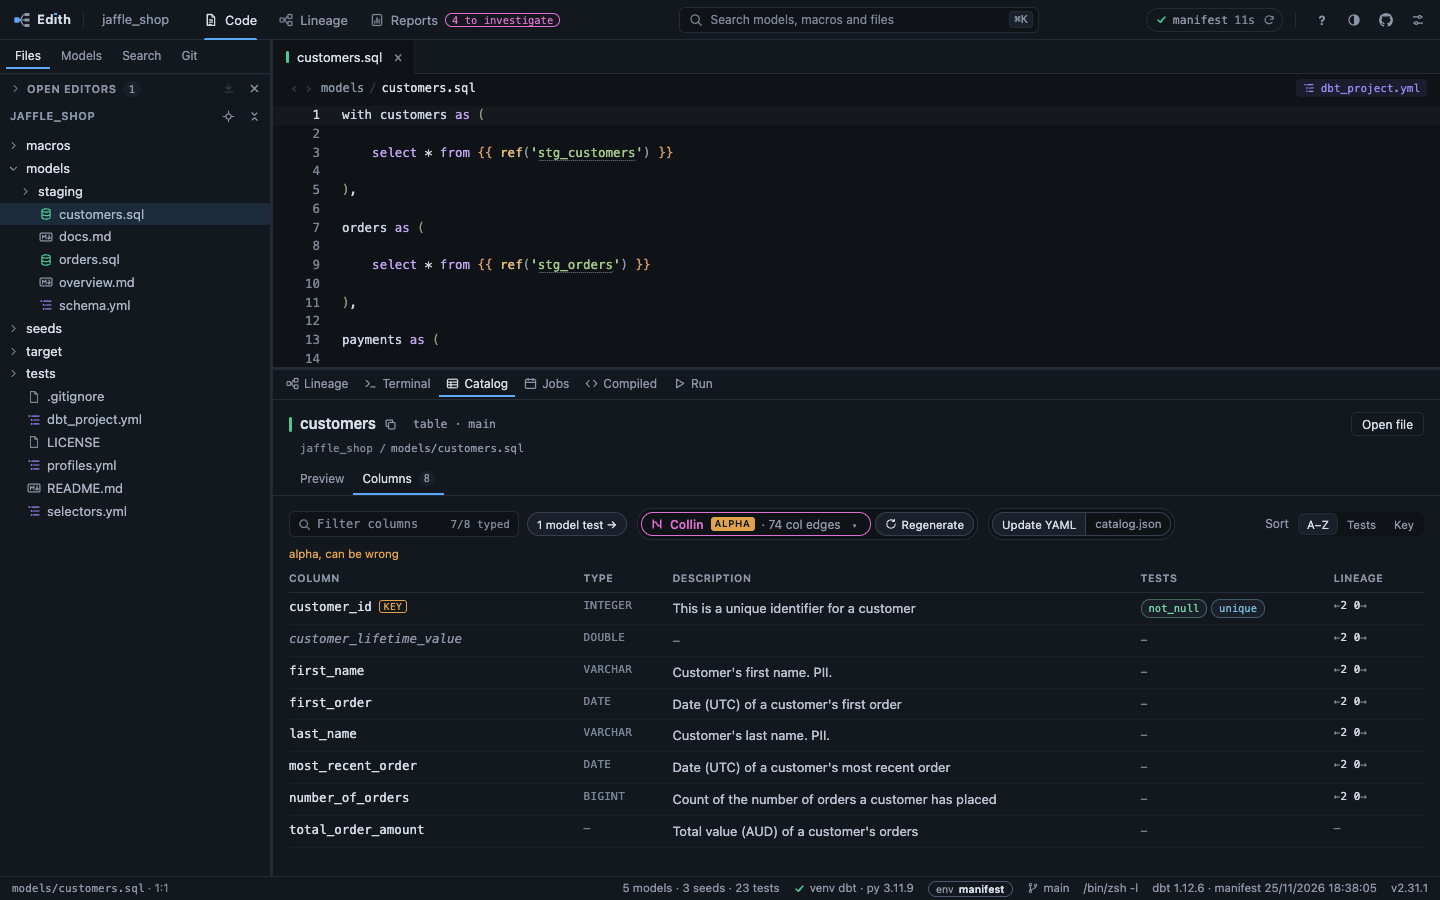 Edith jaffle_shop Code Lineage Reports 4 to investigate Search models, macros and files ⌘K manifest 11s ?
Files Models Search Git
OPEN EDITORS 1
JAFFLE_SHOP
macros
models
staging
customers.sql
docs.md
orders.sql
overview.md
schema.yml
seeds
target
tests
.gitignore
dbt_project.yml
LICENSE
profiles.yml
README.md
selectors.yml
customers.sql ×
models / customers.sql dbt_project.yml
1 with customers as (
2
3 select * from {{ ref('stg_customers') }}
4
5 ),
6
7 orders as (
8
9 select * from {{ ref('stg_orders') }}
10
11 ),
12
13 payments as (
14
Lineage Terminal Catalog Jobs Compiled Run
customers table · main Open file
jaffle_shop / models/customers.sql
Preview Columns 8
Filter columns 7/8 typed 1 model test → Collin ALPHA · 74 col edges Regenerate Update YAML catalog.json Sort A–Z Tests Key
alpha, can be wrong
COLUMN TYPE DESCRIPTION TESTS LINEAGE
customer_id KEY INTEGER This is a unique identifier for a customer not_null unique ←2 0→
customer_lifetime_value DOUBLE – – ←2 0→
first_name VARCHAR Customer's first name. PII. – ←2 0→
first_order DATE Date (UTC) of a customer's first order – ←2 0→
last_name VARCHAR Customer's last name. PII. – ←2 0→
most_recent_order DATE Date (UTC) of a customer's most recent order – ←2 0→
number_of_orders BIGINT Count of the number of orders a customer has placed – ←2 0→
total_order_amount – Total value (AUD) of a customer's orders – –
models/customers.sql · 1:1 5 models · 3 seeds · 23 tests venv dbt · py 3.11.9 env manifest main /bin/zsh -l dbt 1.12.6 · manifest 25/11/2026 18:38:05 v2.31.1